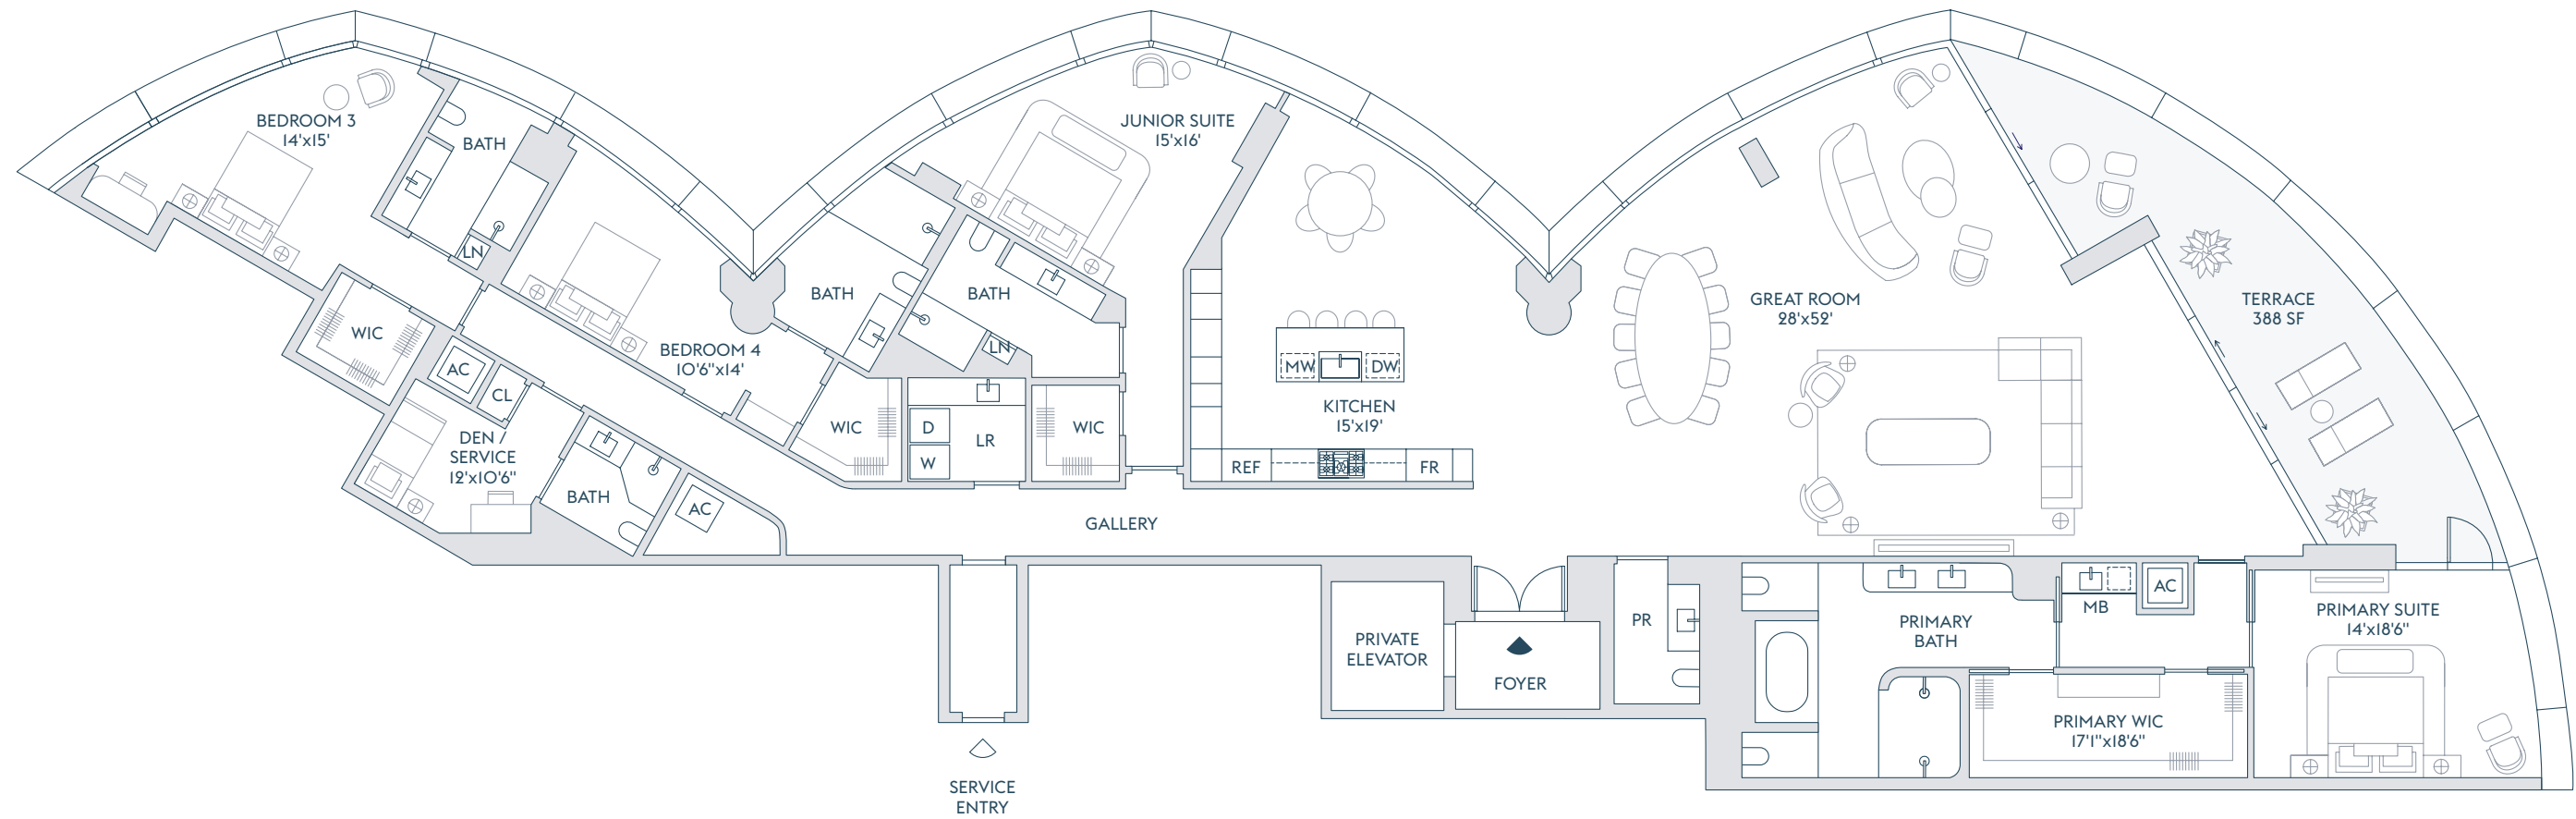 BEDROOM 3
14'x15'
BATH
LN
WIC
AC
CL
DEN /
SERVICE
12'x10'6"
BATH
AC
BEDROOM 4
10'6"x14'
BATH
WIC
JUNIOR SUITE
15'x16'
BATH
LN
D
W
LR
WIC
MW
DW
KITCHEN
15'x19'
REF
FR
GALLERY
GREAT ROOM
28'x52'
TERRACE
388 SF
SERVICE
ENTRY
PRIVATE
ELEVATOR
FOYER
PR
PRIMARY
BATH
MB
AC
PRIMARY WIC
17'1"x18'6"
PRIMARY SUITE
14'x18'6"